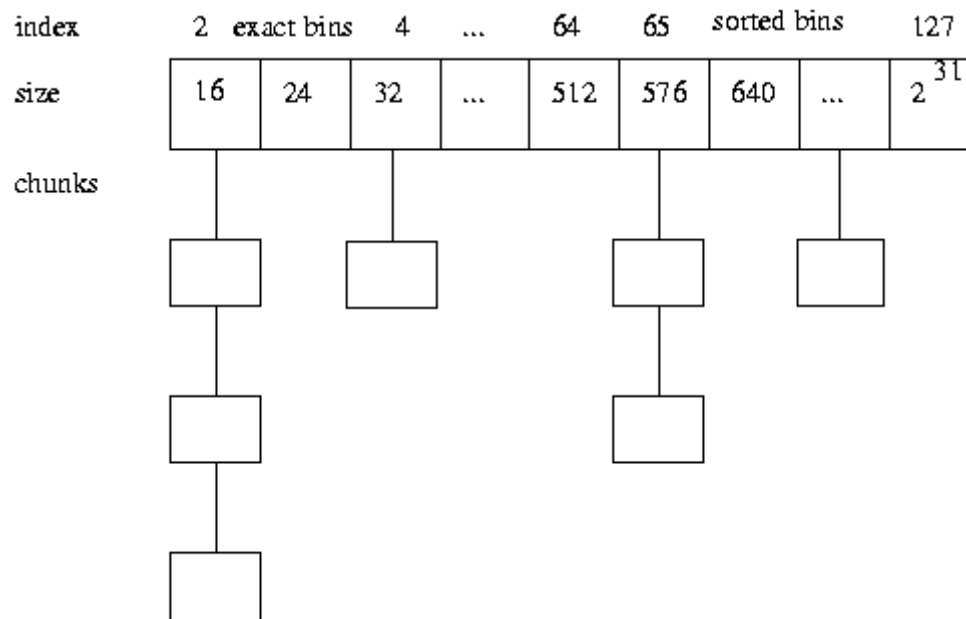 index 2 exact bins 4 ... 64 65 sorted bins 127
size 16 24 32 ... 512 576 640 ... 2^31
chunks